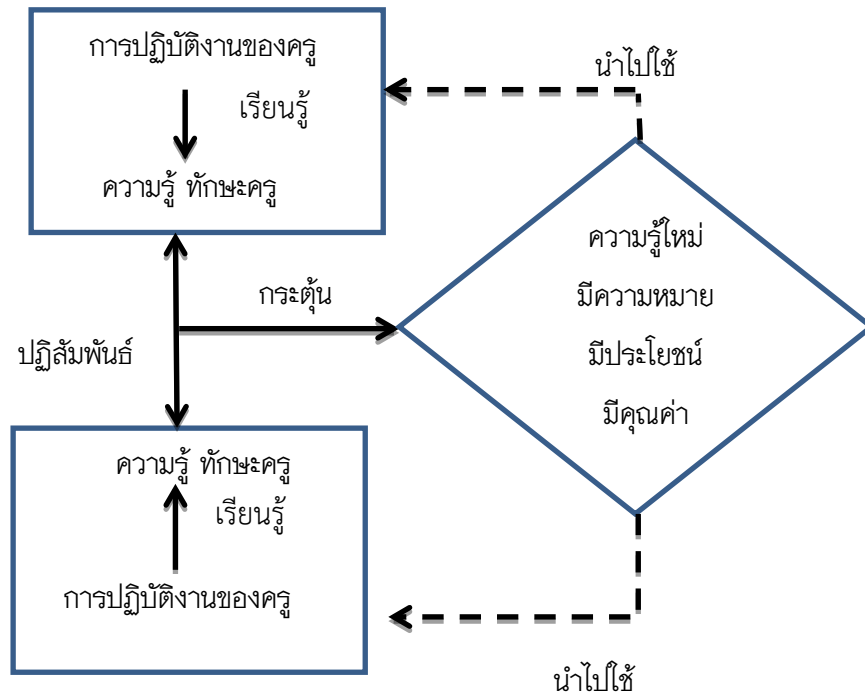 การปฏิบัติงานของครู
เรียนรู้
ความรู้ ทักษะครู
นำไปใช้
ความรู้ใหม่
มีความหมาย
มีประโยชน์
มีคุณค่า
กระตุ้น
ปฏิสัมพันธ์
ความรู้ ทักษะครู
เรียนรู้
การปฏิบัติงานของครู
นำไปใช้